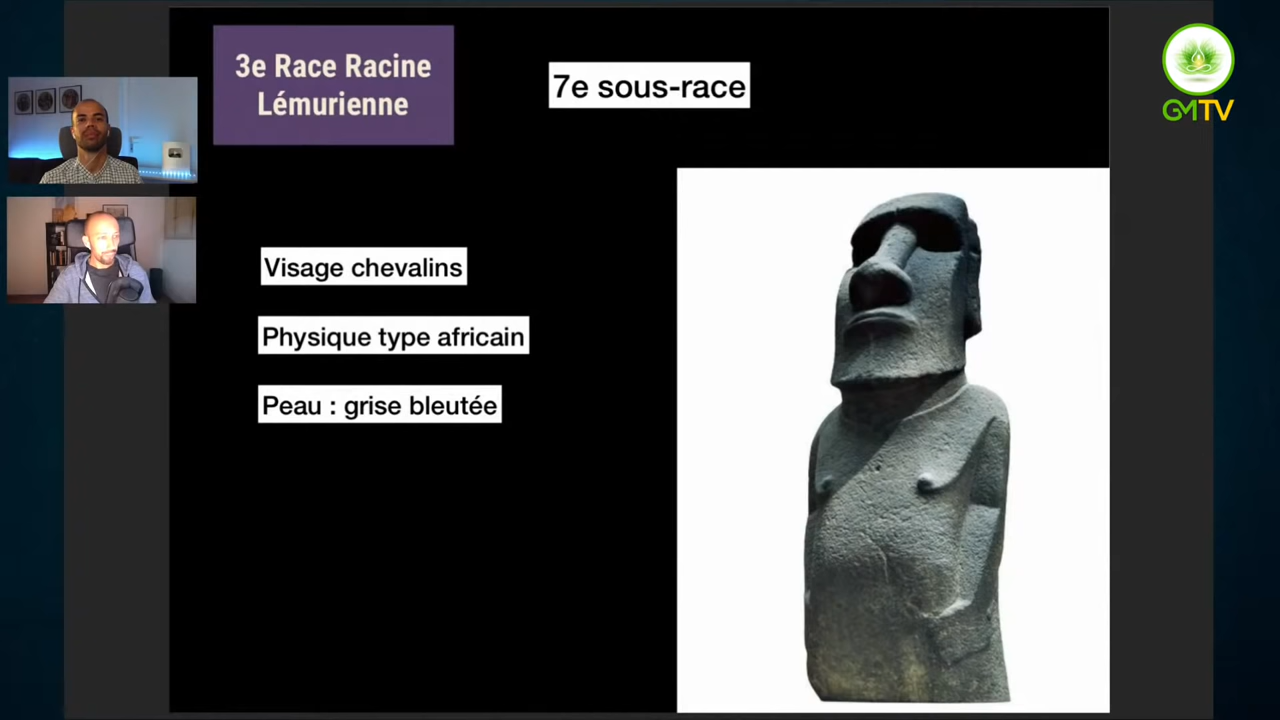 3e Race Racine
Lémurienne
7e sous-race
GMTV
Visage chevalins
Physique type africain
Peau : grise bleutée